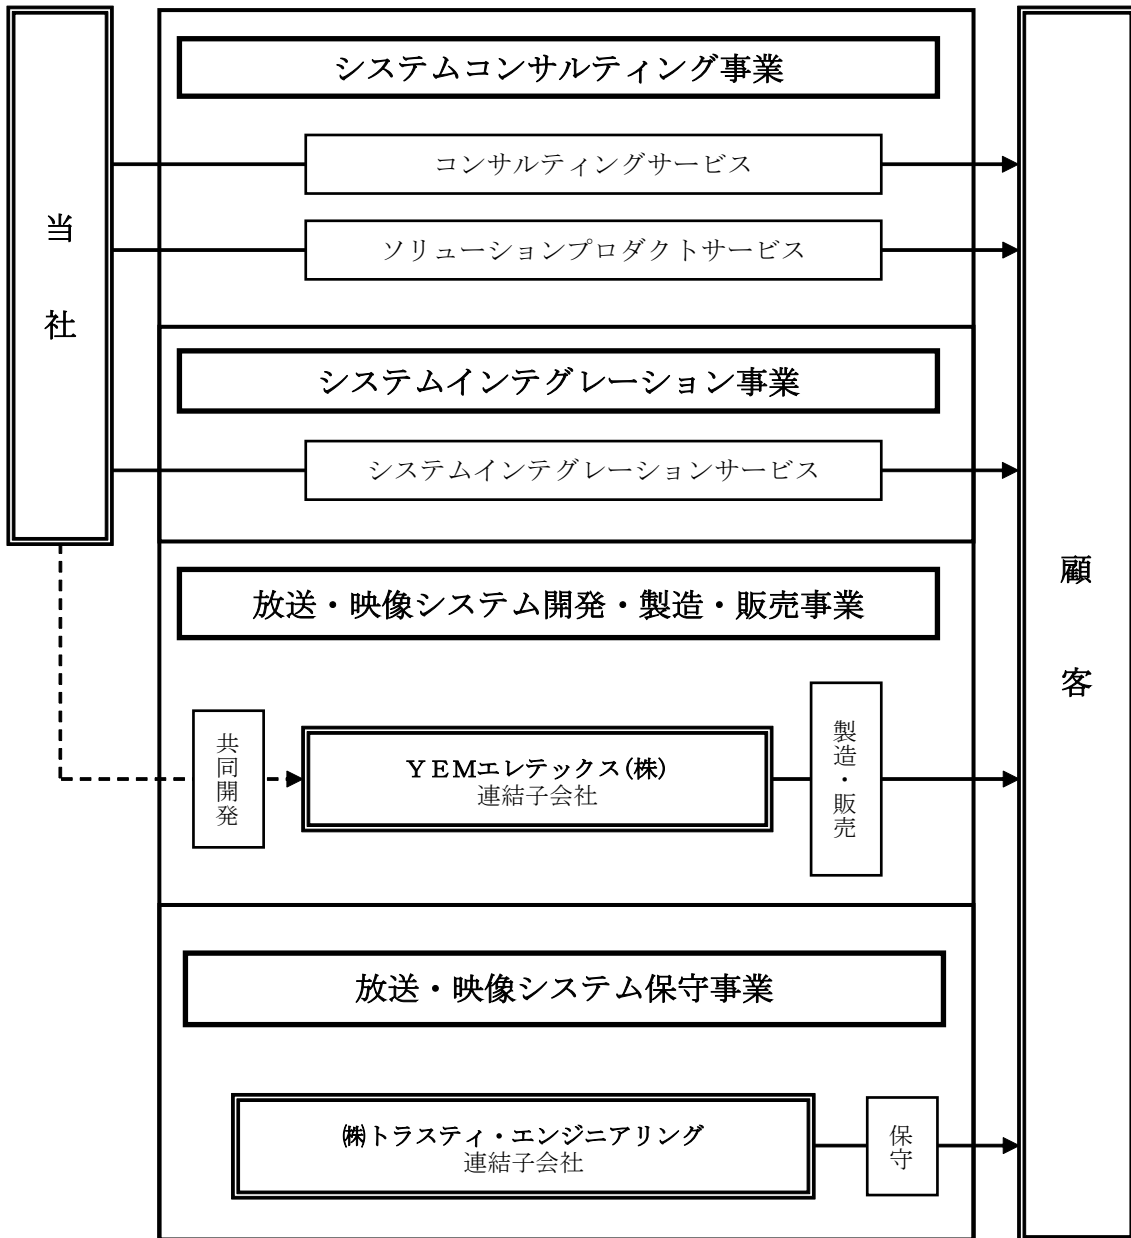 当社
システムコンサルティング事業
コンサルティングサービス
ソリューションプロダクトサービス
システムインテグレーション事業
システムインテグレーションサービス
放送・映像システム開発・製造・販売事業
共同開発
ＹＥＭエレテックス(株)
連結子会社
製造・販売
放送・映像システム保守事業
㈱トラスティ・エンジニアリング
連結子会社
保守
顧客